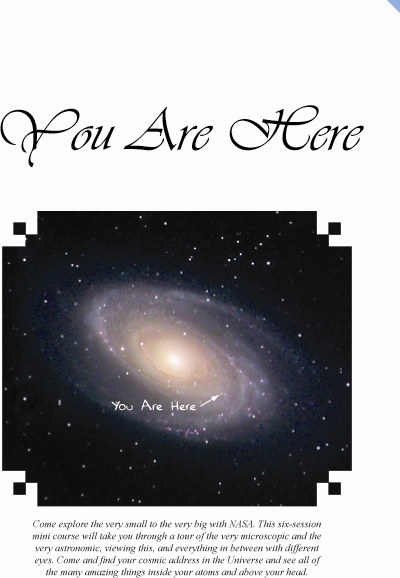 You Are Here
You Are Here
Come explore the very small to the very big with NASA. This six-session
mini course will take you through a tour of the very microscopic and the
very astronomic, viewing this, and everything in between with different
eyes. Come and find your cosmic address in the Universe and see all of
the many amazing things inside your atoms and above your head.